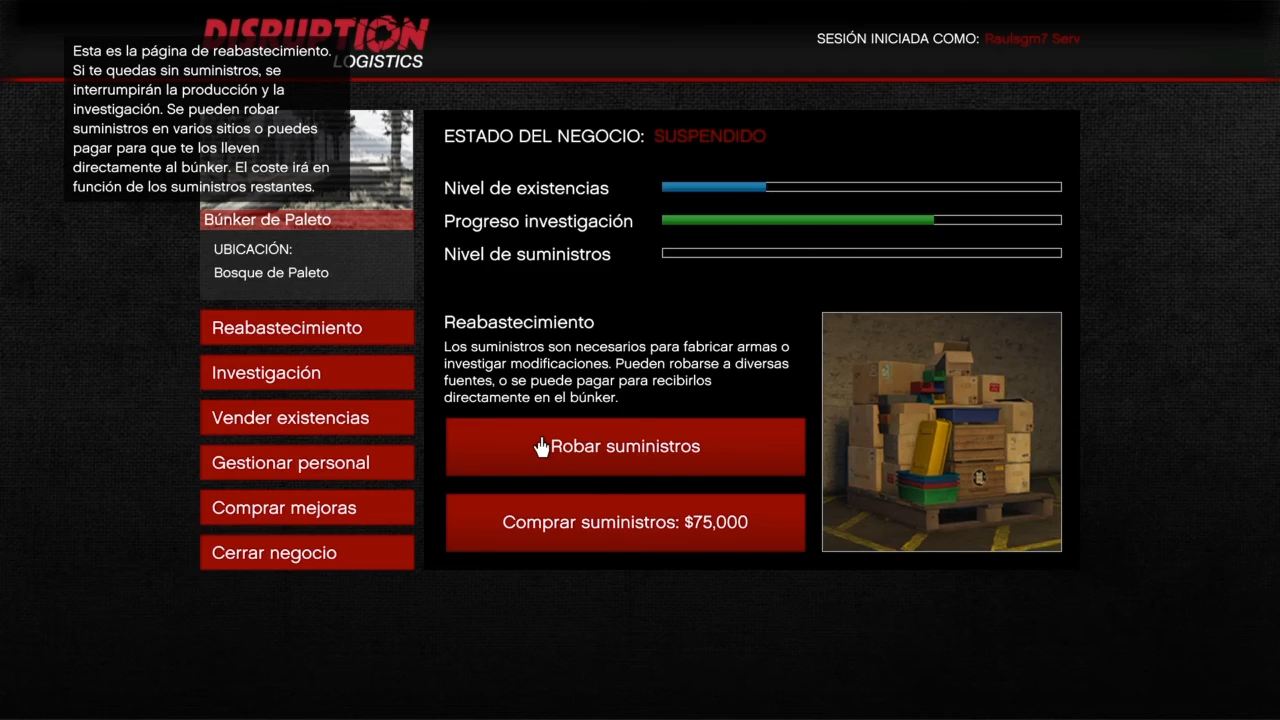 DISRUPTION
LOGISTICS
SESIÓN INICIADA COMO: Raulsgm7 Serv
Esta es la página de reabastecimiento.
Si te quedas sin suministros, se
interrumpirán la producción y la
investigación. Se pueden robar
suministros en varios sitios o puedes
pagar para que te los lleven
directamente al búnker. El coste irá en
función de los suministros restantes.
Búnker de Paleto
UBICACIÓN:
Bosque de Paleto
Reabastecimiento
Investigación
Vender existencias
Gestionar personal
Comprar mejoras
Cerrar negocio
ESTADO DEL NEGOCIO: SUSPENDIDO
Nivel de existencias
Progreso investigación
Nivel de suministros
Reabastecimiento
Los suministros son necesarios para fabricar armas o
investigar modificaciones. Pueden robarse a diversas
fuentes, o se puede pagar para recibirlos
directamente en el búnker.
Robar suministros
Comprar suministros: $75,000